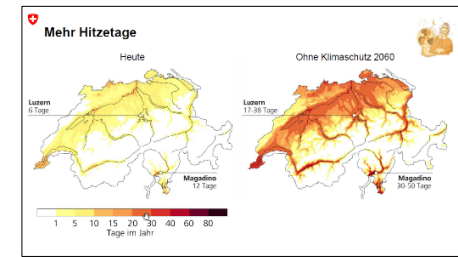 Mehr Hitzetage
Heute
Ohne Klimaschutz 2060
Luzern
6 Tage
Luzern
17-38 Tage
Magadino
12 Tage
Magadino
30-50 Tage
1 5 10 15 20 30 40 60 80
Tage im Jahr